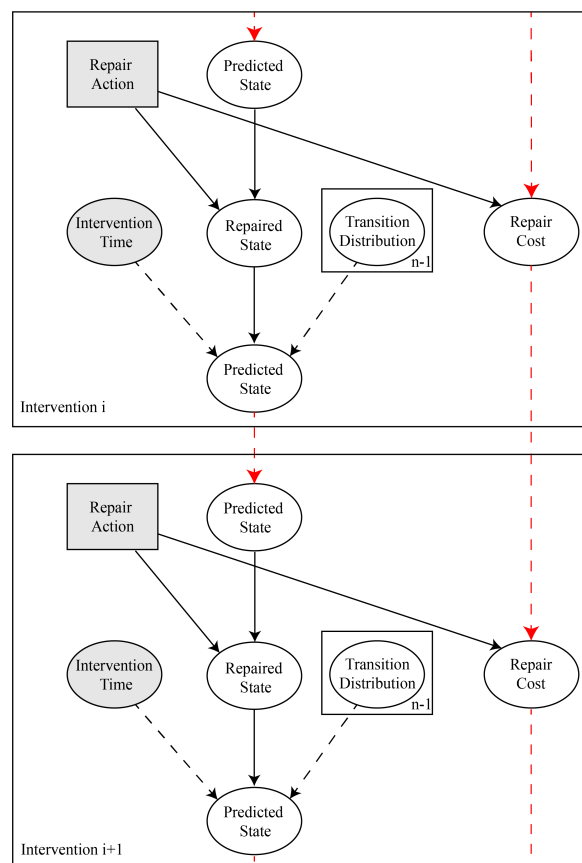 Repair
Action
Predicted
State
Intervention
Time
Repaired
State
Transition
Distribution
n-1
Repair
Cost
Predicted
State
Intervention i
Repair
Action
Predicted
State
Intervention
Time
Repaired
State
Transition
Distribution
n-1
Repair
Cost
Predicted
State
Intervention i+1